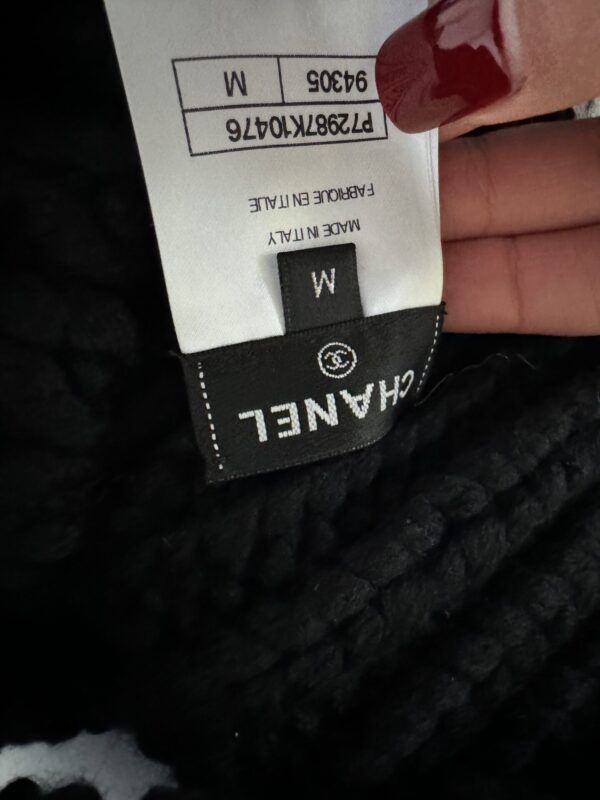 CHANEL
M
MADE IN ITALY
FABRIQUE EN ITALIE
P72987K10476
94305 M